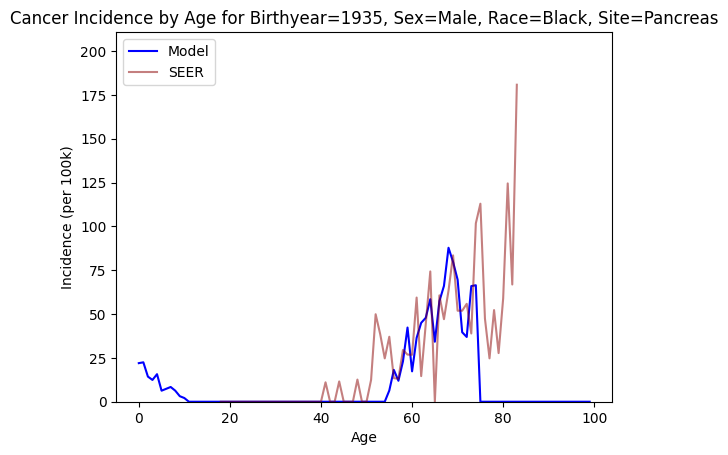 Cancer Incidence by Age for Birthyear=1935, Sex=Male, Race=Black, Site=Pancreas
Model
SEER
Incidence (per 100k)
200
175
150
125
100
75
50
25
0
0 20 40 60 80 100
Age